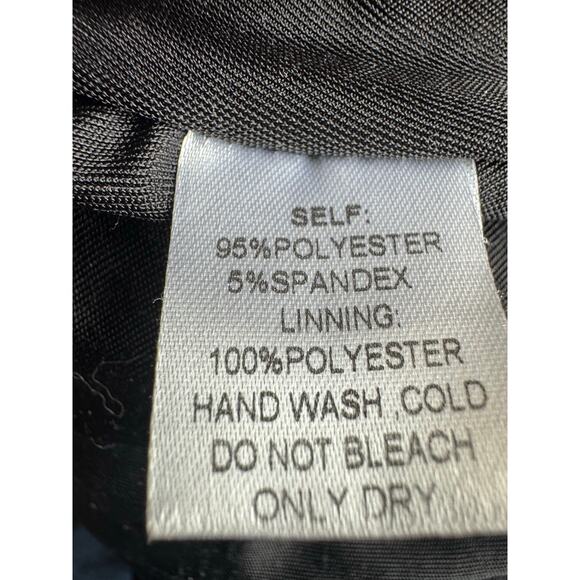 SELF:
95%POLYESTER
5%SPANDEX
LINNING:
100%POLYESTER
HAND WASH ,COLD
DO NOT BLEACH
ONLY DRY